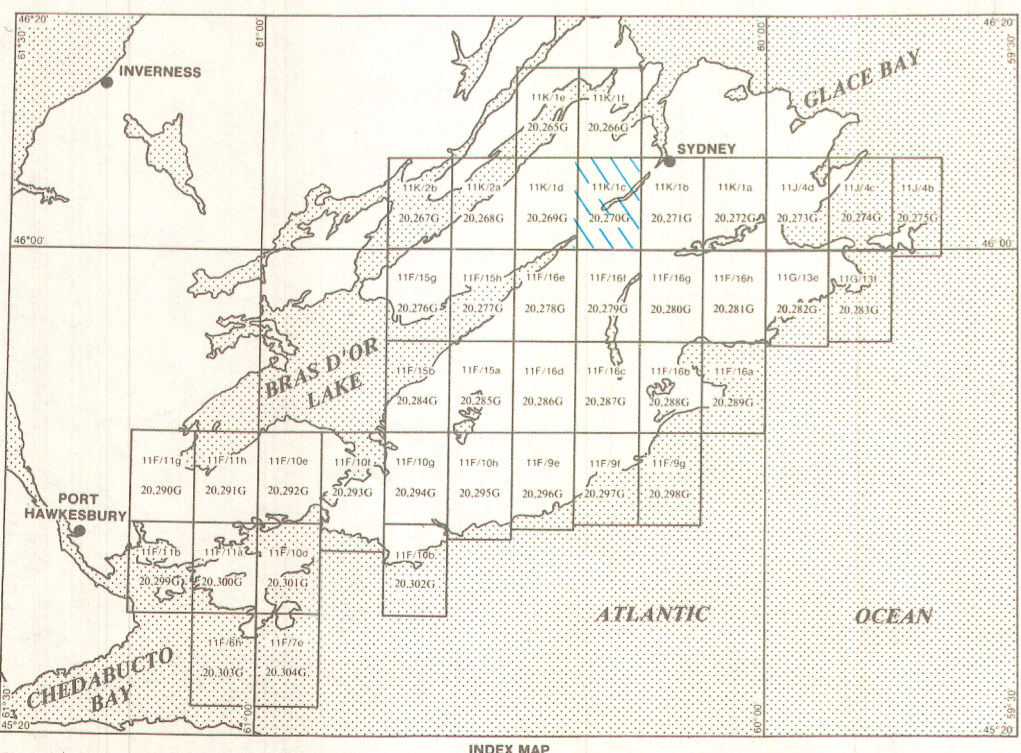 46°20'
61°30'
61°00'
60°00'
46°20'
59°30'
INVERNESS
GLACE BAY
11K/1e
11K/1f
20,265G
20,266G
SYDNEY
11K/2b
11K/2a
11K/1d
11K/1c
11K/1b
11K/1a
11J/4d
11J/4c
11J/4b
20,267G
20,268G
20,269G
20,270G
20,271G
20,272G
20,273G
20,274G
20,275G
46°00'
46°00'
11F/15g
11F/15h
11F/16e
11F/16f
11F/16g
11F/16h
11G/13e
11G/13f
20,276G
20,277G
20,278G
20,279G
20,280G
20,281G
20,282G
20,283G
BRAS D'OR
LAKE
11F/15b
11F/15a
11F/16d
11F/16c
11F/16b
11F/16a
20,284G
20,285G
20,286G
20,287G
20,288G
20,289G
11F/11g
11F/11h
11F/10e
11F/10f
11F/10g
11F/10h
11F/9e
11F/9f
11F/9g
20,290G
20,291G
20,292G
20,293G
20,294G
20,295G
20,296G
20,297G
20,298G
PORT
HAWKESBURY
11F/11b
11F/11a
11F/10d
11F/10b
20,299G
20,300G
20,301G
20,302G
ATLANTIC OCEAN
11F/6h
11F/7e
20,303G
20,304G
CHEDABUCTO
BAY
61°30'
45°20'
61°00'
60°00'
59°30'
45°20'
INDEX MAP